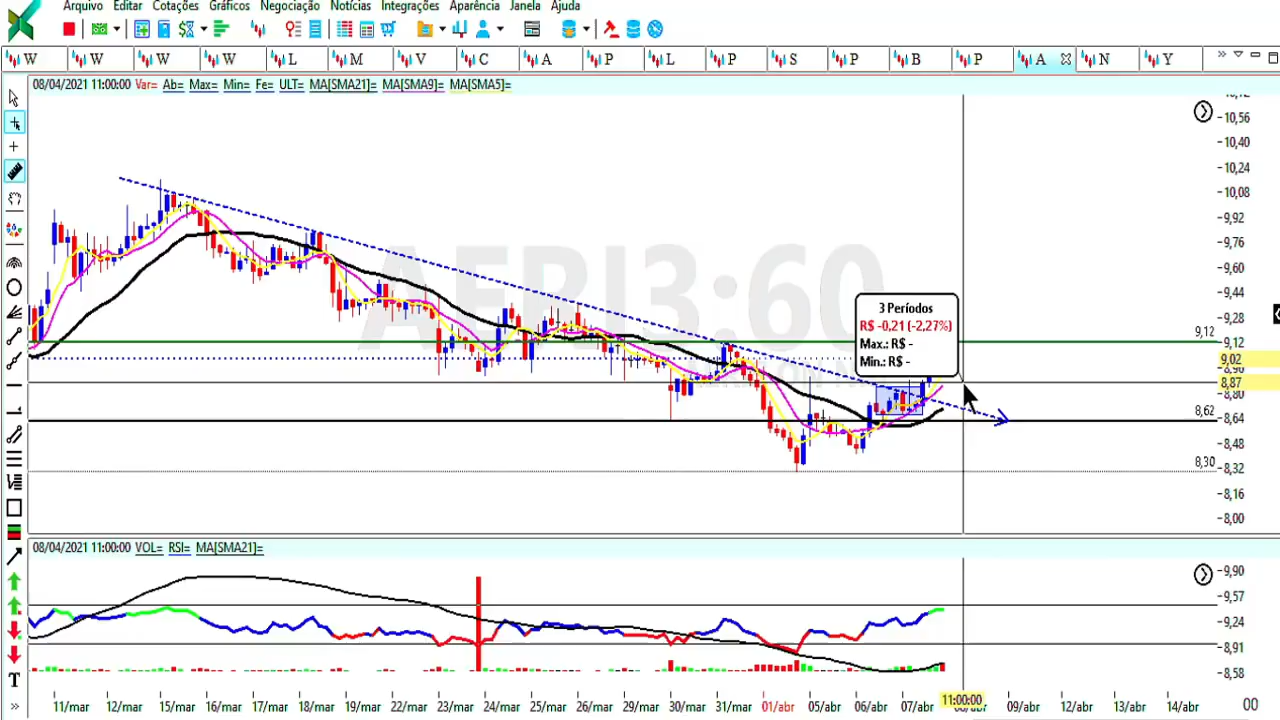 Arquivo Editar Cotações Gráficos Negociação Notícias Integrações Aparência Janela Ajuda
W W W W L M V C A P L P S P B P A N Y
08/04/2021 11:00:00 Var= Ab= Max= Min= Fe= ULT= MA[SMA21]= MA[SMA9]= MA[SMA5]=
10,56
10,40
10,24
10,08
9,92
9,76
9,60
9,44
9,28
9,12
9,12
9,02
8,87
8,80
8,62
8,64
8,48
8,30
8,32
8,16
8,00
3 Períodos
R$ -0,21 (-2,27%)
Max.: R$ -
Min.: R$ -
08/04/2021 11:00:00 VOL= RSI= MA[SMA21]=
9,90
9,57
9,24
8,91
8,58
T
11/mar 12/mar 15/mar 16/mar 17/mar 18/mar 19/mar 22/mar 23/mar 24/mar 25/mar 26/mar 29/mar 30/mar 31/mar 01/abr 05/abr 06/abr 07/abr 11:00:00 09/abr 12/abr 13/abr 14/abr 00